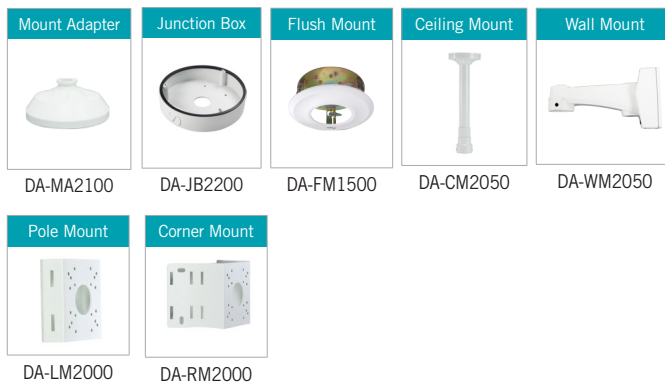 Mount Adapter
Junction Box
Flush Mount
Ceiling Mount
Wall Mount
DA-MA2100
DA-JB2200
DA-FM1500
DA-CM2050
DA-WM2050
Pole Mount
Corner Mount
DA-LM2000
DA-RM2000